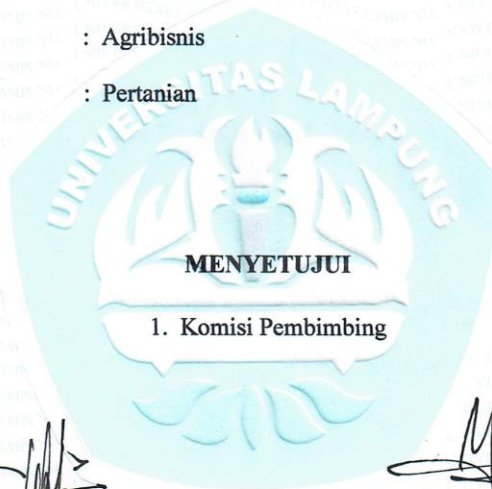 : Agribisnis
: Pertanian
UNIVERSITAS LAMPUNG
MENYETUJUI
1. Komisi Pembimbing